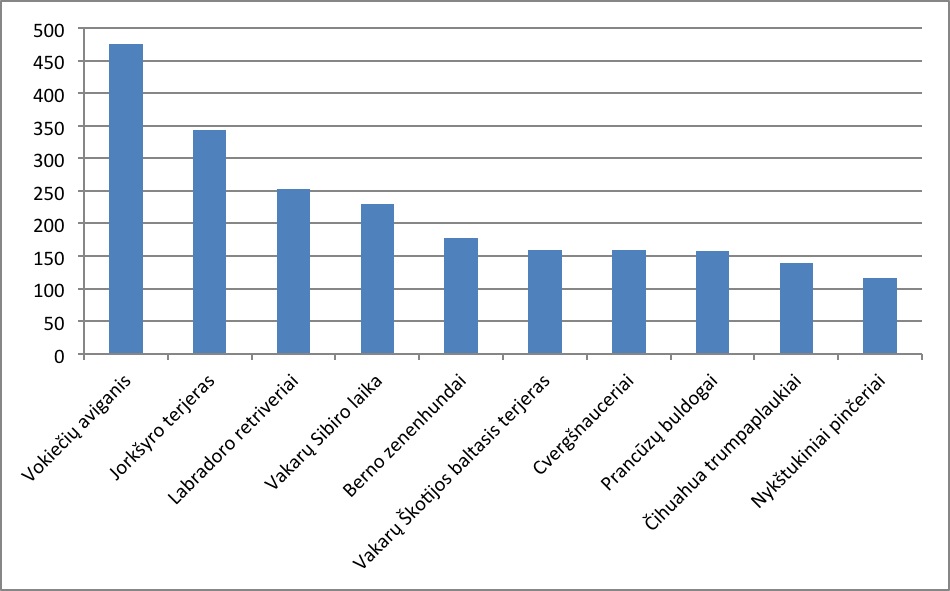 500
450
400
350
300
250
200
150
100
50
0
Vokiečių aviganis
Jorkšyro terjeras
Labradoro retriveriai
Vakarų Sibiro laika
Berno zenenhundai
Vakarų Škotijos baltasis terjeras
Cvergšnauceriai
Prancūzų buldogai
Čihuahua trumpaplaukiai
Nykštukiniai pinčeriai